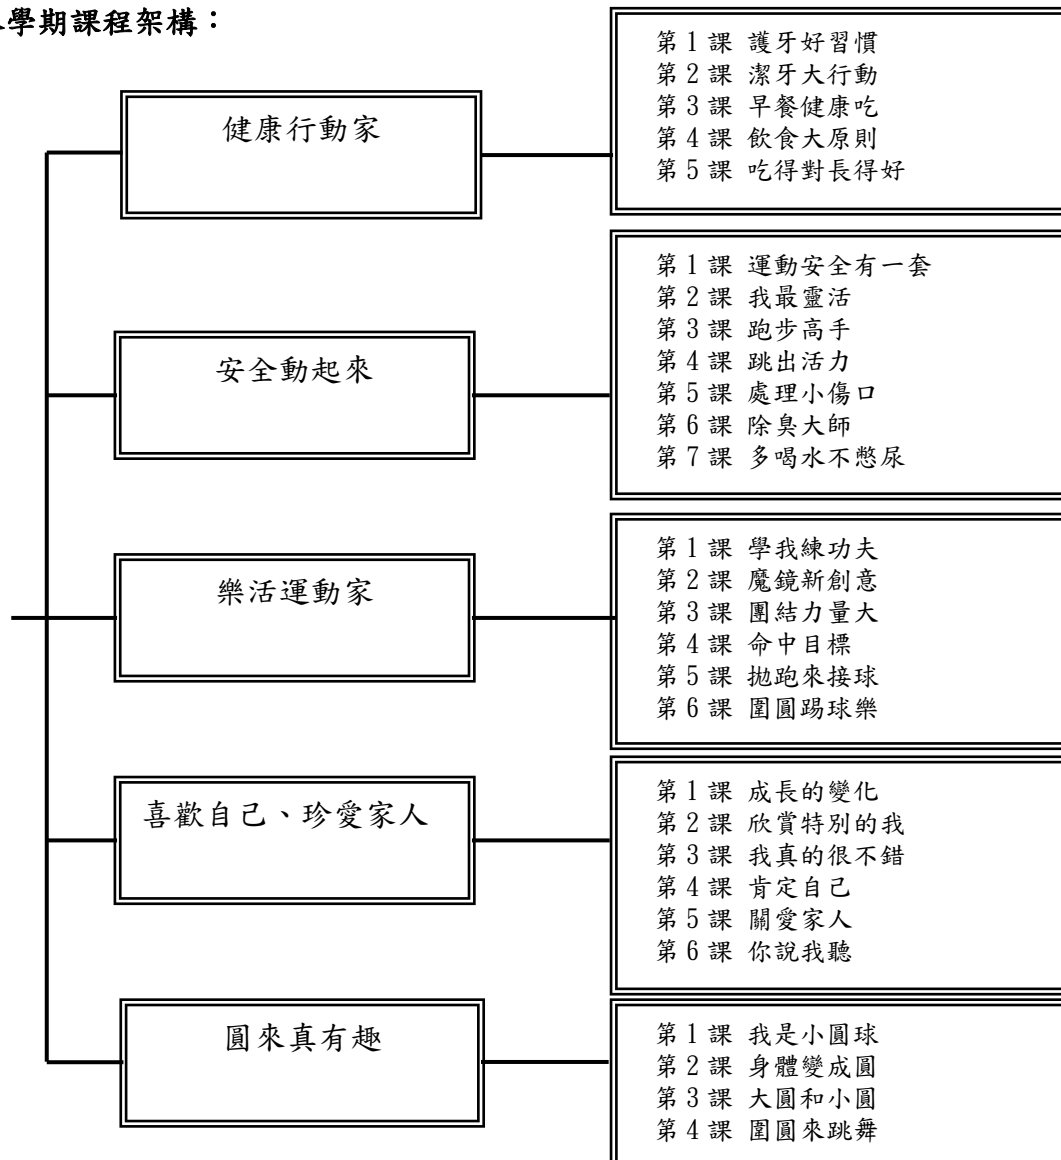 學期課程架構：
健康行動家
第1課 護牙好習慣
第2課 潔牙大行動
第3課 早餐健康吃
第4課 飲食大原則
第5課 吃得對長得好
安全動起來
第1課 運動安全有一套
第2課 我最靈活
第3課 跑步高手
第4課 跳出活力
第5課 處理小傷口
第6課 除臭大師
第7課 多喝水不憋尿
樂活運動家
第1課 學我練功夫
第2課 魔鏡新創意
第3課 團結力量大
第4課 命中目標
第5課 拋跑來接球
第6課 圍圓踢球樂
喜歡自己、珍愛家人
第1課 成長的變化
第2課 欣賞特別的我
第3課 我真的很不錯
第4課 肯定自己
第5課 關愛家人
第6課 你說我聽
圓來真有趣
第1課 我是小圓球
第2課 身體變成圓
第3課 大圓和小圓
第4課 圍圓來跳舞